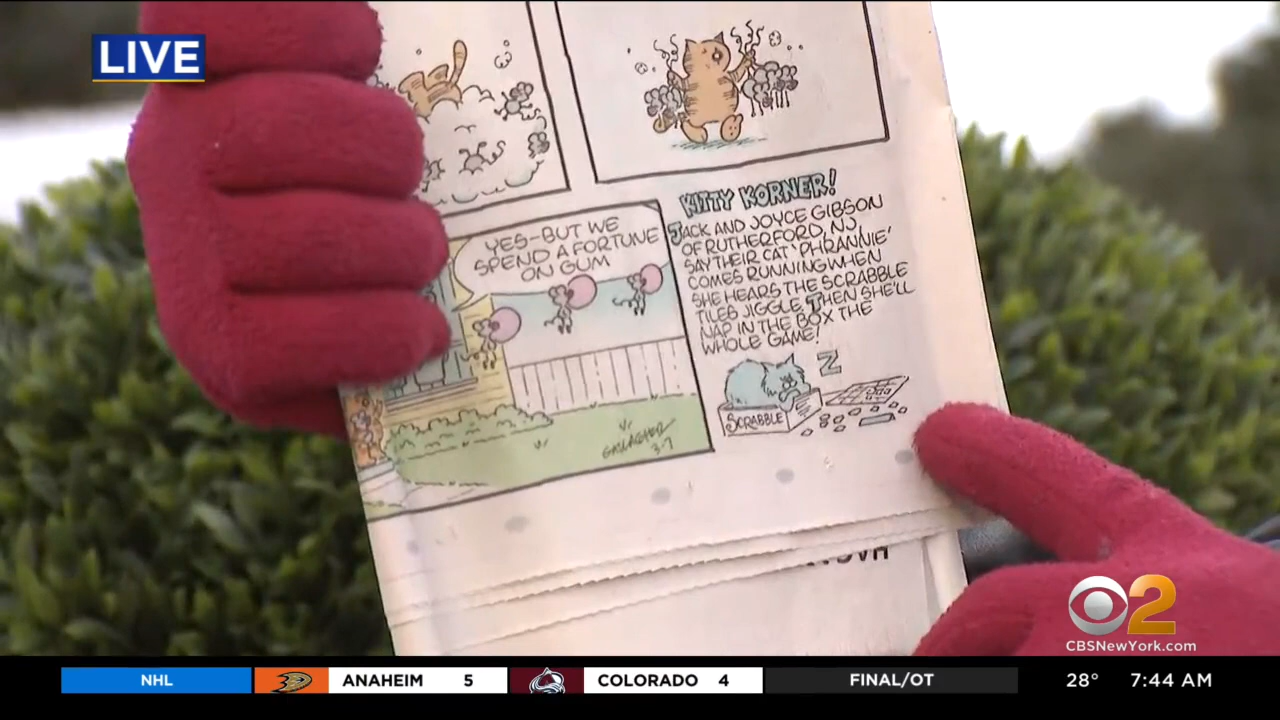 LIVE
YES-BUT WE
SPEND A FORTUNE
ON GUM
GALLAGHER
3-7
KITTY KORNER!
JACK AND JOYCE GIBSON
OF RUTHERFORD, NJ,
SAY THEIR CAT 'PHRANNIE'
COMES RUNNING WHEN
SHE HEARS THE SCRABBLE
TILES JIGGLE. THEN SHE'LL
NAP IN THE BOX THE
WHOLE GAME!
Z
SCRABBLE
2
CBSNewYork.com
NHL ANAHEIM 5 COLORADO 4 FINAL/OT 28° 7:44 AM